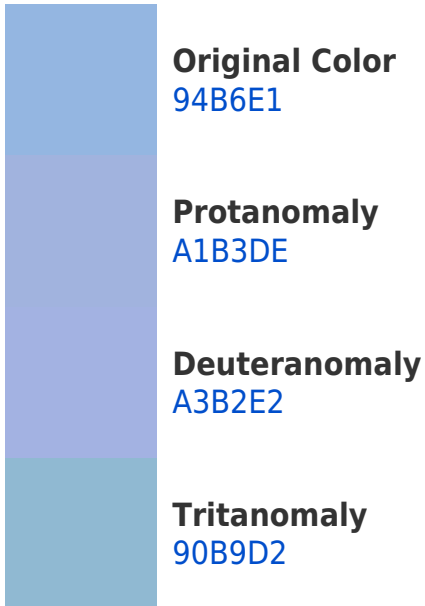 Original Color
94B6E1
Protanomaly
A1B3DE
Deuteranomaly
A3B2E2
Tritanomaly
90B9D2